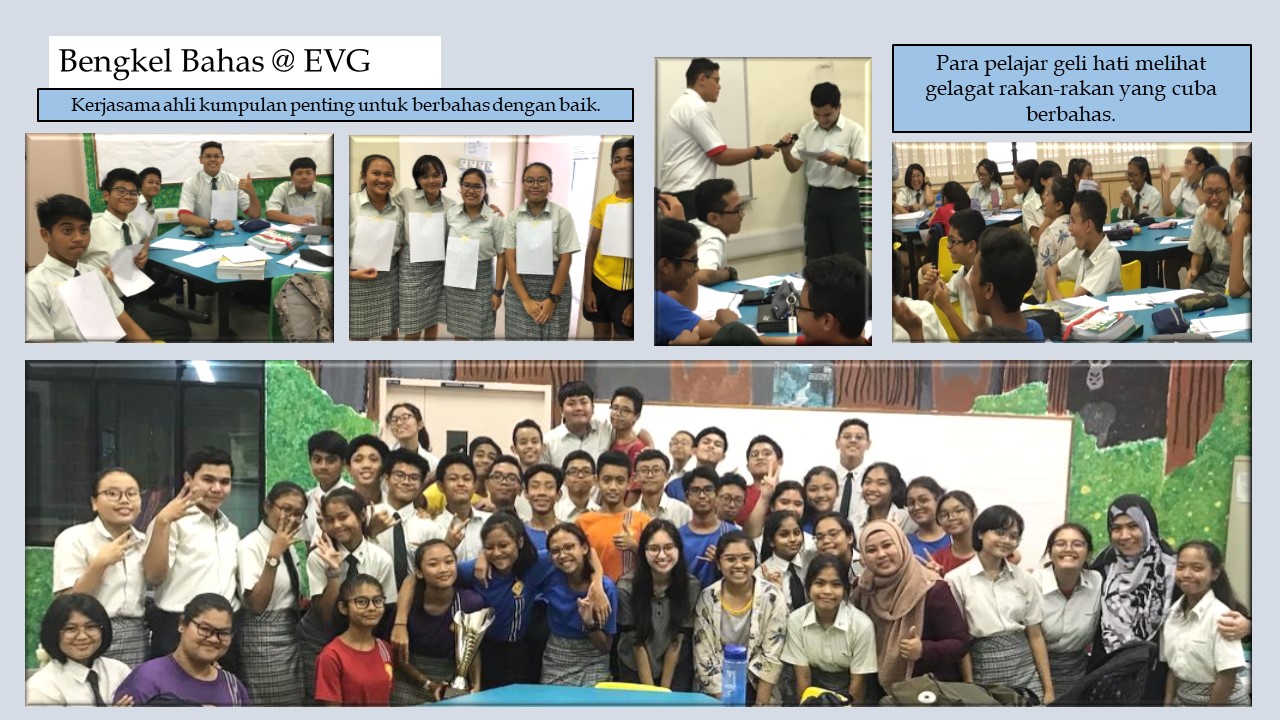 Bengkel Bahas @ EVG
Kerjasama ahli kumpulan penting untuk berbahas dengan baik.
Para pelajar geli hati melihat
gelagat rakan-rakan yang cuba
berbahas.